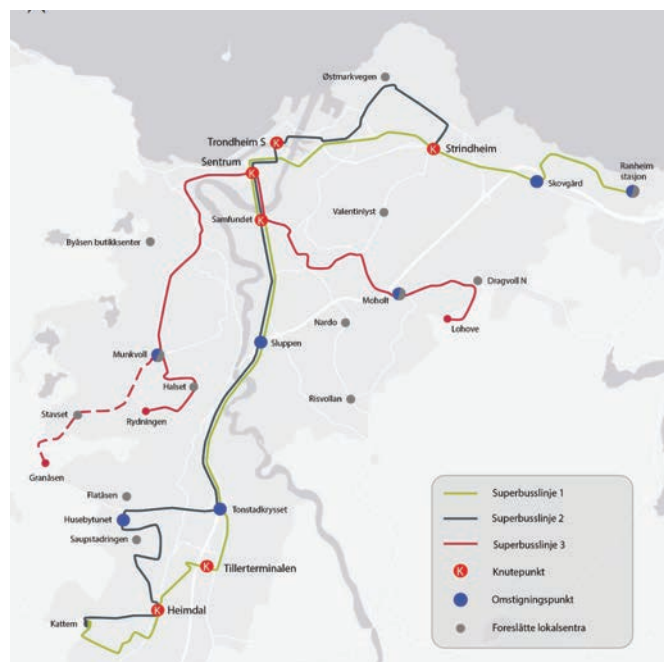 Østmarkvegen
Trondheim S
Sentrum
K
K
K
Strindheim
Skovgård
Ranheim
stasjon
Samfundet
K
Valentinlyst
Byåsen butikksenter
Dragvoll N
Moholt
Lohove
Nardo
Sluppen
Munkvoll
Halset
Risvollan
Stavset
Rydningen
Granåsen
Flatåsen
Husebytunet
Tonstadkrysset
Saupstadringen
K
Tillerterminalen
K
Heimdal
Kattem
Superbusslinje 1
Superbusslinje 2
Superbusslinje 3
K Knutepunkt
Omstigningspunkt
Foreslåtte lokalsentra